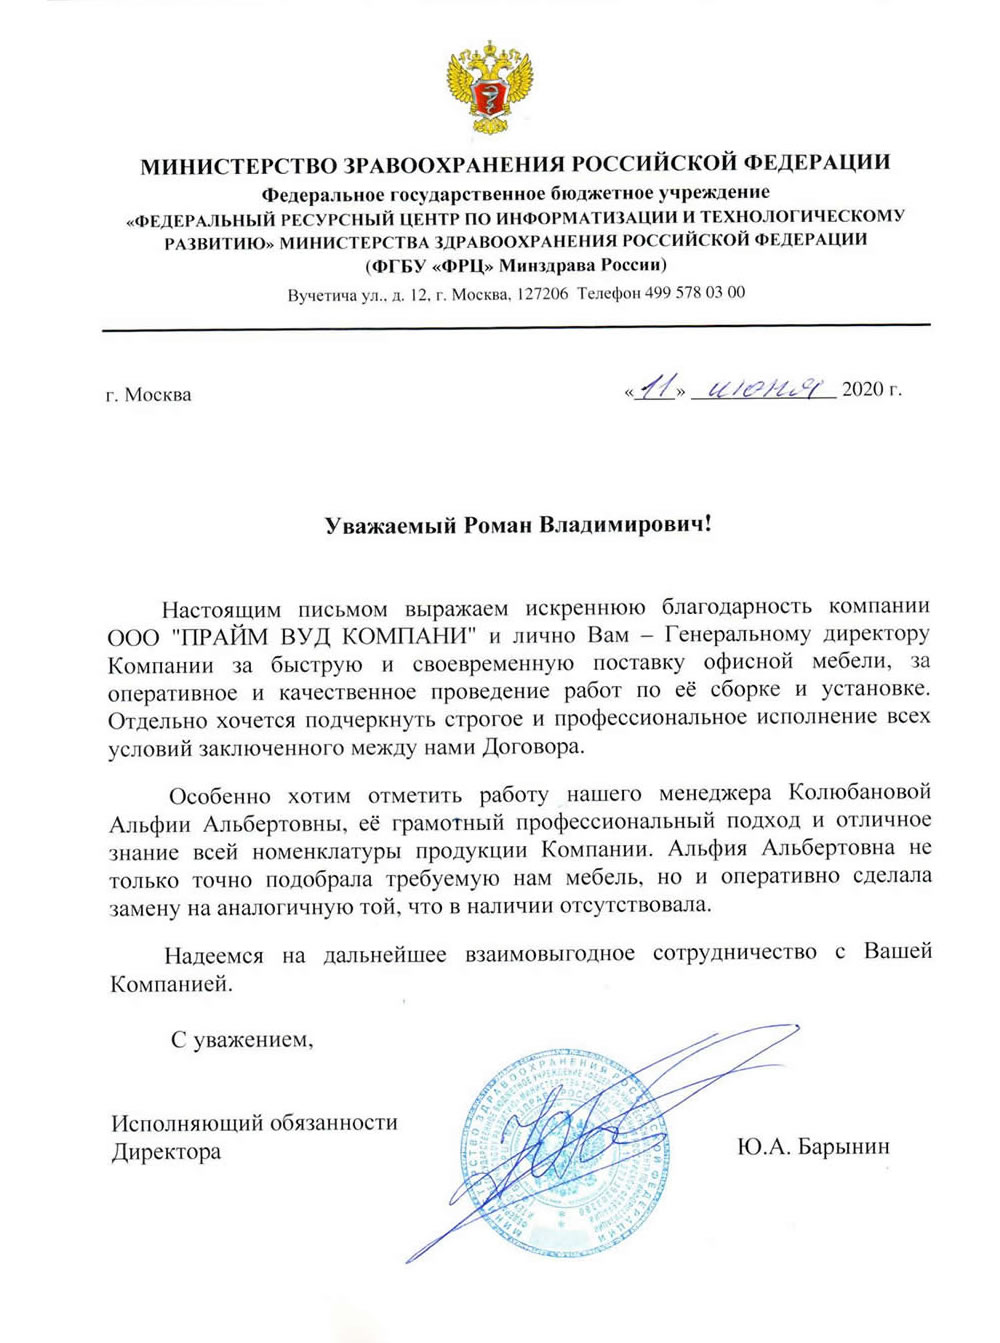 МИНИСТЕРСТВО ЗРАВООХРАНЕНИЯ РОССИЙСКОЙ ФЕДЕРАЦИИ
Федеральное государственное бюджетное учреждение
«ФЕДЕРАЛЬНЫЙ РЕСУРСНЫЙ ЦЕНТР ПО ИНФОРМАТИЗАЦИИ И ТЕХНОЛОГИЧЕСКОМУ
РАЗВИТИЮ» МИНИСТЕРСТВА ЗДРАВООХРАНЕНИЯ РОССИЙСКОЙ ФЕДЕРАЦИИ
(ФГБУ «ФРЦ» Минздрава России)
Вучетича ул., д. 12, г. Москва, 127206 Телефон 499 578 03 00
г. Москва «11» июня 2020 г.
Уважаемый Роман Владимирович!
Настоящим письмом выражаем искреннюю благодарность компании
ООО "ПРАЙМ ВУД КОМПАНИ" и лично Вам – Генеральному директору
Компании за быструю и своевременную поставку офисной мебели, за
оперативное и качественное проведение работ по её сборке и установке.
Отдельно хочется подчеркнуть строгое и профессиональное исполнение всех
условий заключенного между нами Договора.
Особенно хотим отметить работу нашего менеджера Колюбановой
Альфии Альбертовны, её грамотный профессиональный подход и отличное
знание всей номенклатуры продукции Компании. Альфия Альбертовна не
только точно подобрала требуемую нам мебель, но и оперативно сделала
замену на аналогичную той, что в наличии отсутствовала.
Надеемся на дальнейшее взаимовыгодное сотрудничество с Вашей
Компанией.
С уважением,
Исполняющий обязанности
Директора
Ю.А. Барынин
МИНИСТЕРСТВО ЗДРАВООХРАНЕНИЯ РОССИЙСКОЙ ФЕДЕРАЦИИ